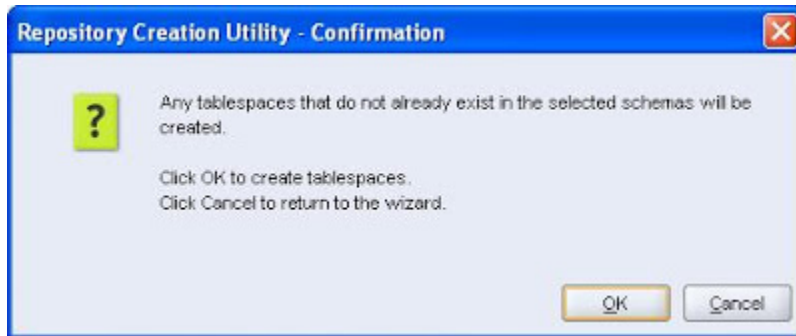 Repository Creation Utility - Confirmation
?
Any tablespaces that do not already exist in the selected schemas will be
created.
Click OK to create tablespaces.
Click Cancel to return to the wizard.
OK
Cancel